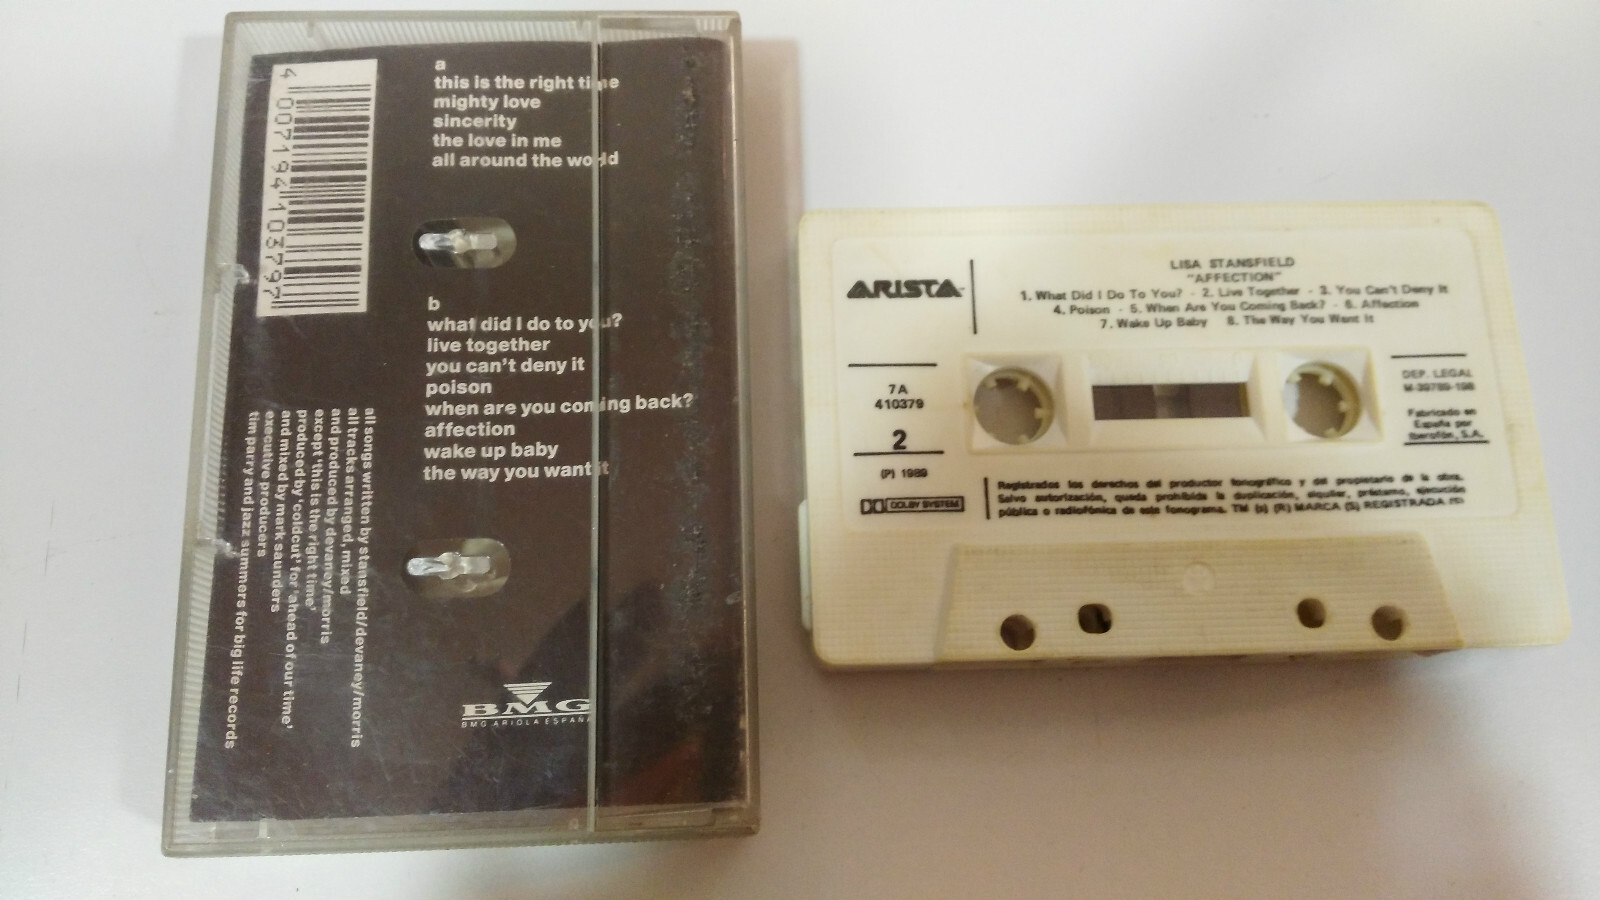 4 007194 103797
a
this is the right time
mighty love
sincerity
the love in me
all around the world
b
what did I do to you?
live together
you can't deny it
poison
when are you coming back?
affection
wake up baby
the way you want it
all songs written by stansfield/devaney/morris
all tracks arranged, mixed
and produced by devaney/morris
except 'this is the right time'
produced by 'coldcut' for 'ahead of our time'
and mixed by mark saunders
executive producers
tim parry and jazz summers for big life records
BMG
BMG ARIOLA ESPAÑA
ARISTA
LISA STANSFIELD
"AFFECTION"
1. What Did I Do To You? - 2. Live Together - 3. You Can't Deny It
4. Poison - 5. When Are You Coming Back? - 6. Affection
7. Wake Up Baby 8. The Way You Want It
7A
410379
2
(P) 1989
DOLBY SYSTEM
DEP. LEGAL
M-39789-198
Fabricado en
España por
Iberofón, S.A.
Registrados los derechos del productor fonográfico y del propietario de la obra.
Salvo autorización, queda prohibida la duplicación, alquiler, préstamo, ejecución
pública o radiofónica de este fonograma. TM (s) (R) MARCA (S) REGISTRADA (S)